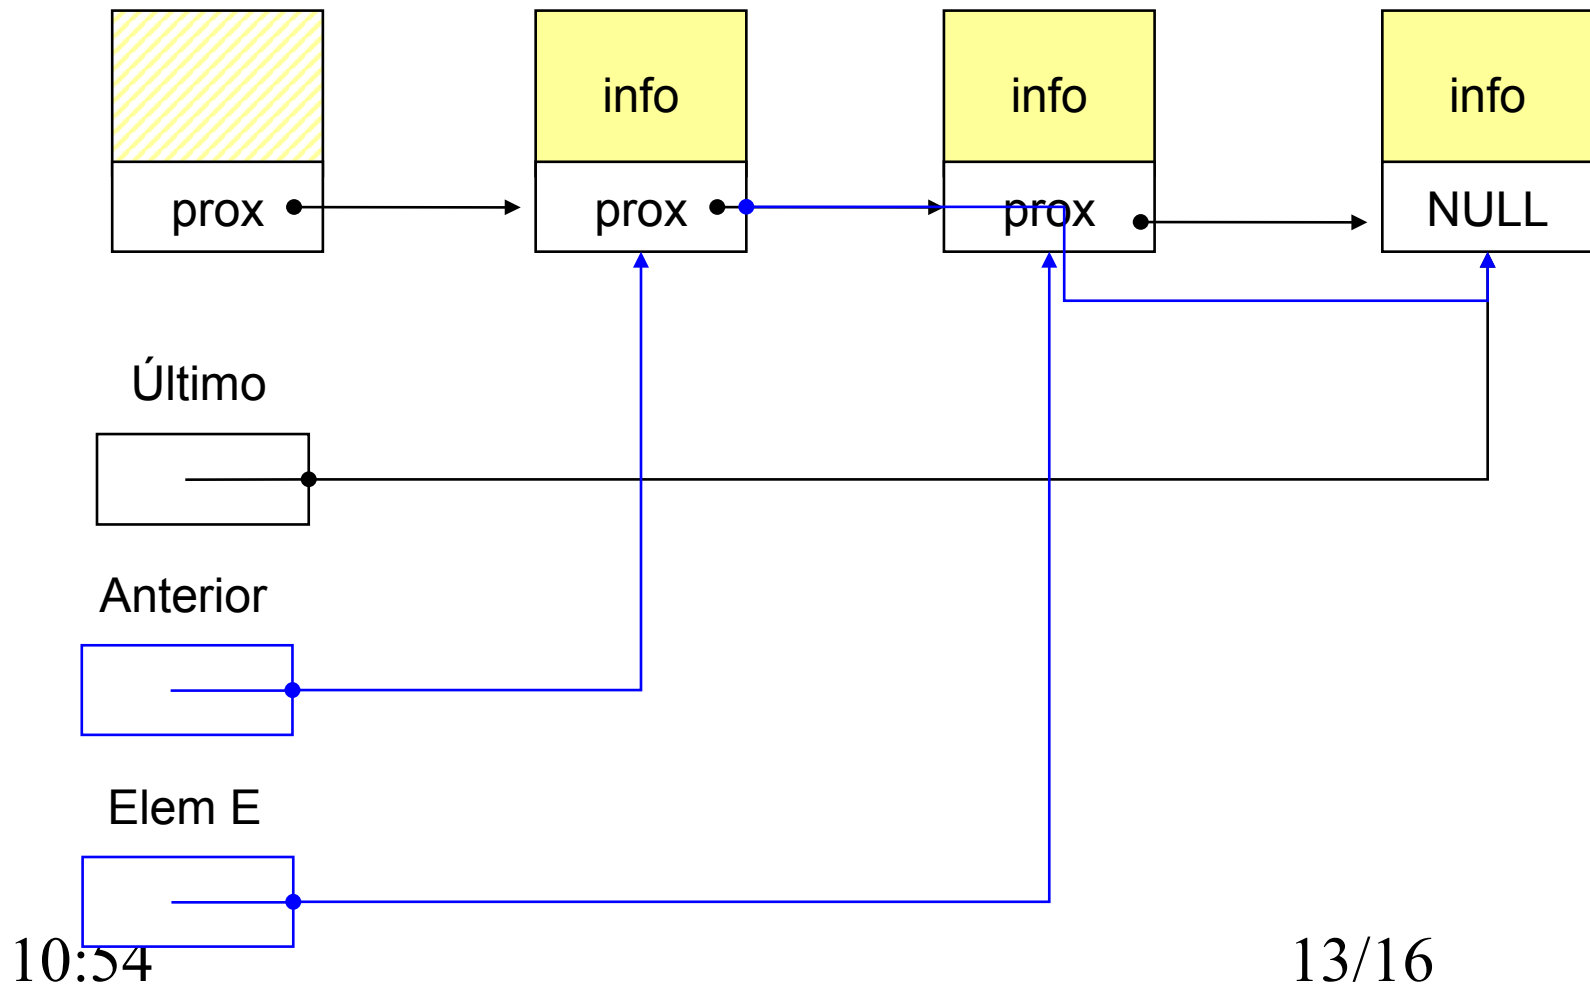 info info info
prox prox prox NULL
Último
Anterior
Elem E
10:54 13/16